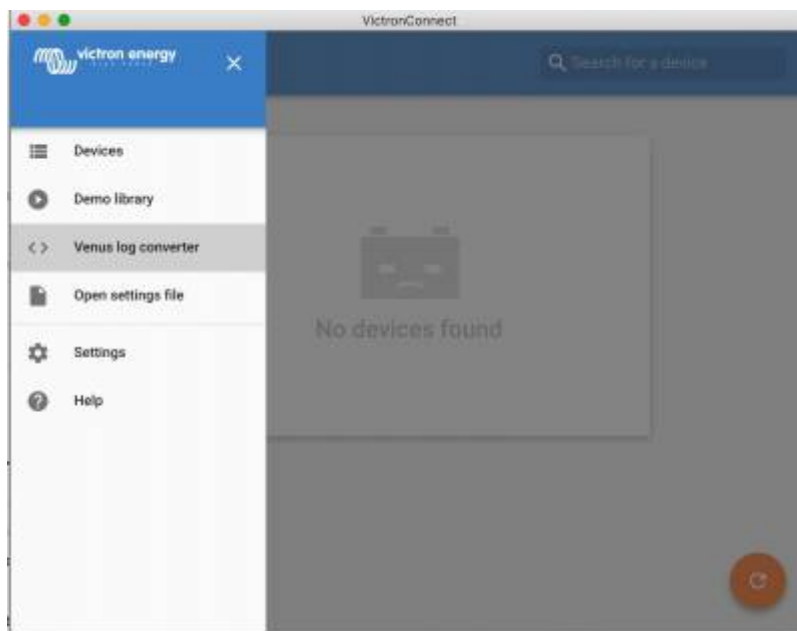 VictronConnect
victron energy
Search for a device
Devices
Demo library
Venus log converter
Open settings file
No devices found
Settings
Help